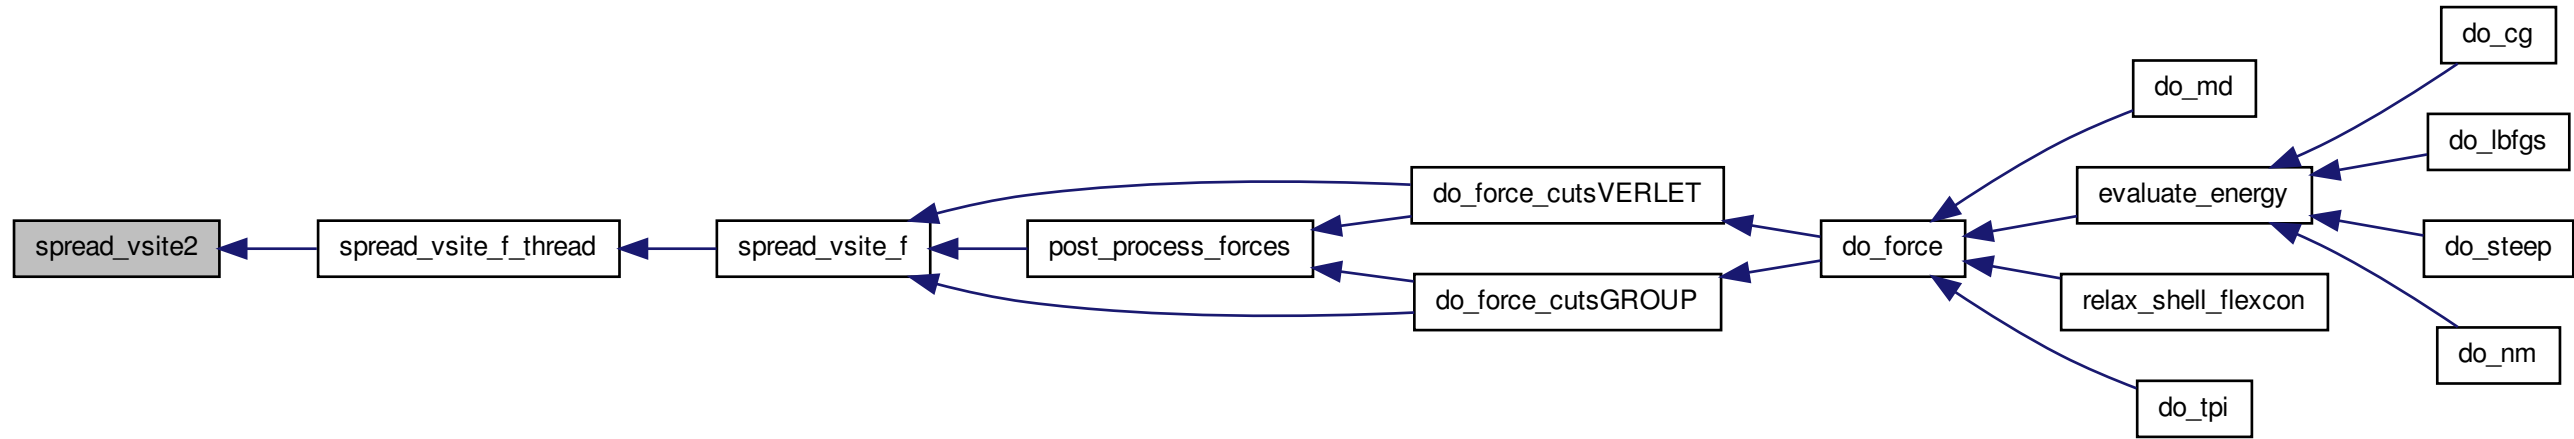 spread_vsite2
spread_vsite_f_thread
spread_vsite_f
post_process_forces
do_force_cutsVERLET
do_force_cutsGROUP
do_force
do_md
evaluate_energy
relax_shell_flexcon
do_tpi
do_cg
do_lbfgs
do_steep
do_nm